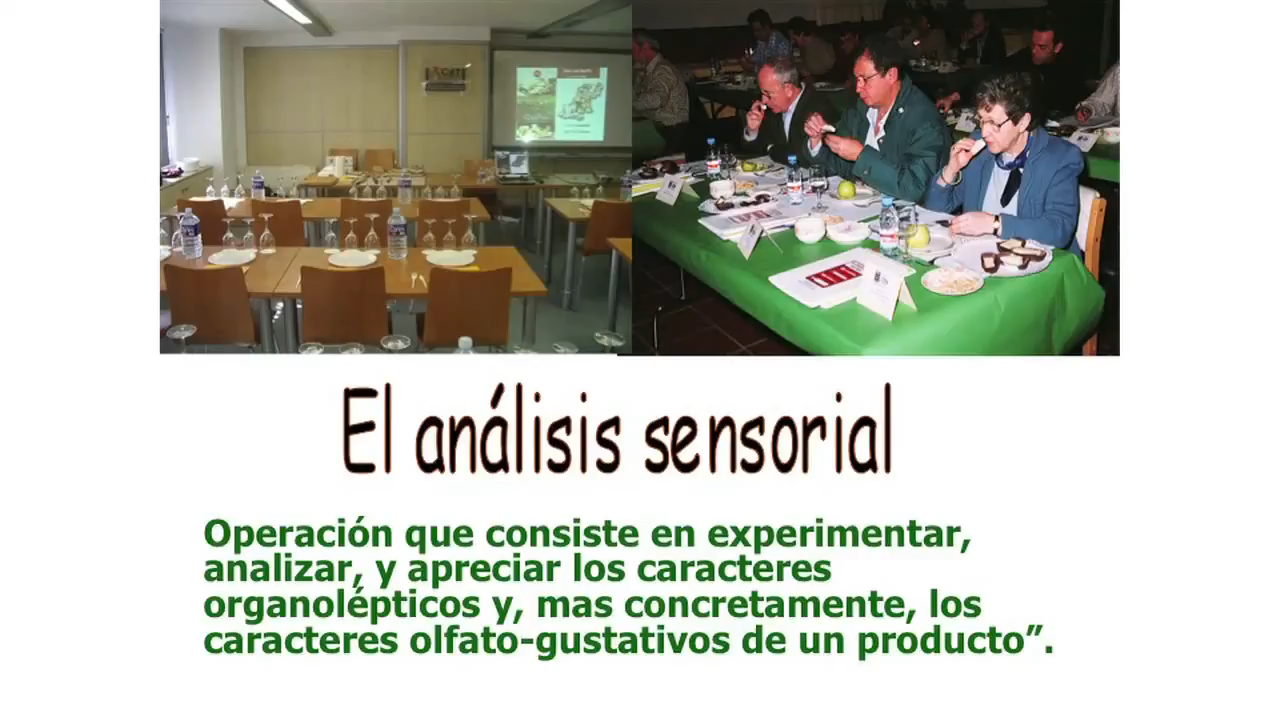 El análisis sensorial
Operación que consiste en experimentar,
analizar, y apreciar los caracteres
organolépticos y, mas concretamente, los
caracteres olfato-gustativos de un producto”.